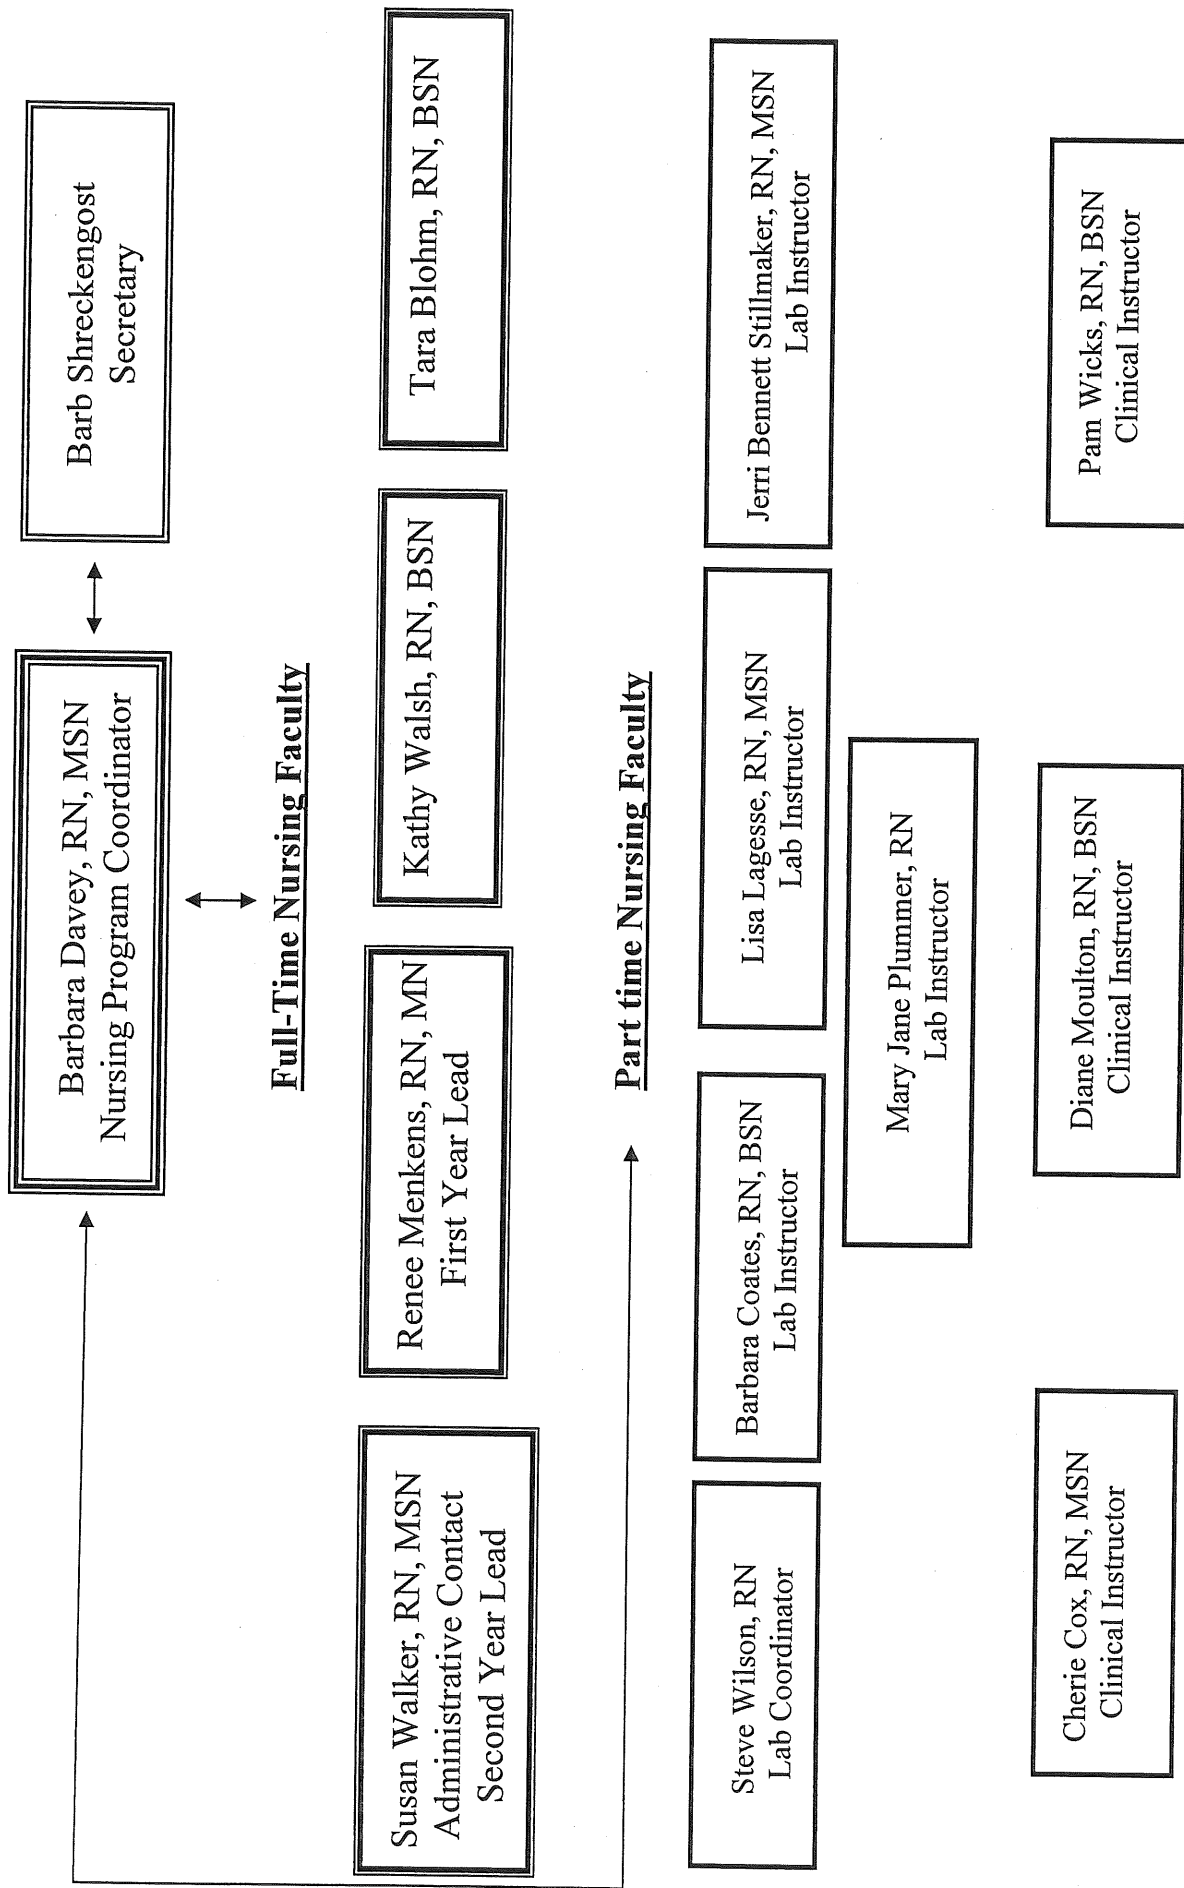 Barbara Davey, RN, MSN
Nursing Program Coordinator
Barb Shreckengost
Secretary
Full-Time Nursing Faculty
Susan Walker, RN, MSN
Administrative Contact
Second Year Lead
Renee Menkens, RN, MN
First Year Lead
Kathy Walsh, RN, BSN
Tara Blohm, RN, BSN
Part time Nursing Faculty
Steve Wilson, RN
Lab Coordinator
Barbara Coates, RN, BSN
Lab Instructor
Lisa Lagesse, RN, MSN
Lab Instructor
Jerri Bennett Stillmaker, RN, MSN
Lab Instructor
Mary Jane Plummer, RN
Lab Instructor
Cherie Cox, RN, MSN
Clinical Instructor
Diane Moulton, RN, BSN
Clinical Instructor
Pam Wicks, RN, BSN
Clinical Instructor